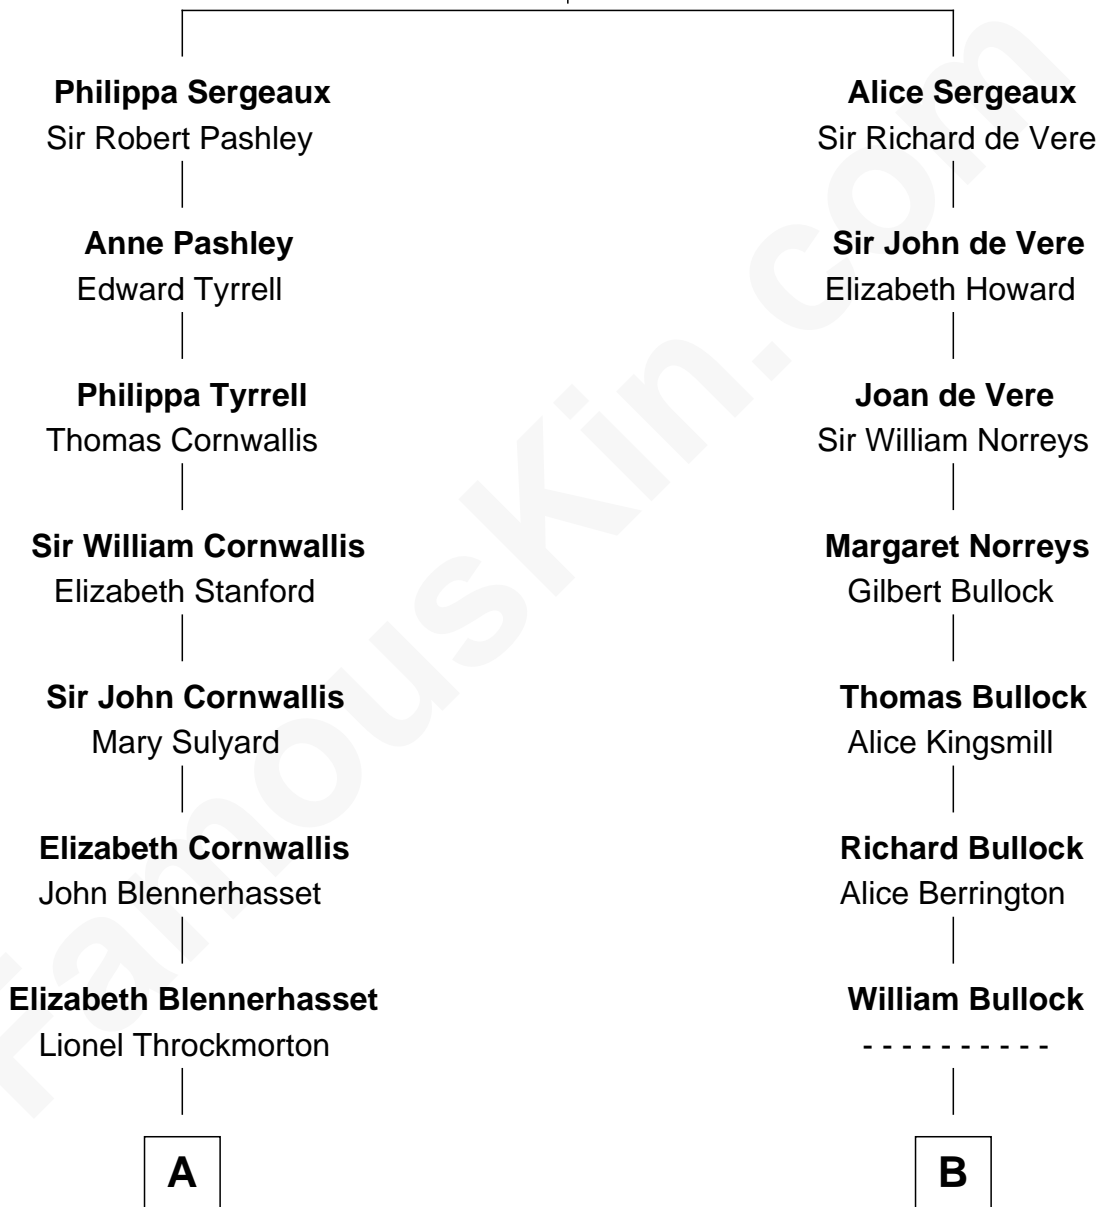 Philippa Sergeaux
Sir Robert Pashley
Anne Pashley
Edward Tyrrell
Philippa Tyrrell
Thomas Cornwallis
Sir William Cornwallis
Elizabeth Stanford
Sir John Cornwallis
Mary Sulyard
Elizabeth Cornwallis
John Blennerhasset
Elizabeth Blennerhasset
Lionel Throckmorton
A
Alice Sergeaux
Sir Richard de Vere
Sir John de Vere
Elizabeth Howard
Joan de Vere
Sir William Norreys
Margaret Norreys
Gilbert Bullock
Thomas Bullock
Alice Kingsmill
Richard Bullock
Alice Berrington
William Bullock
- - - - - - - - - -
B
FamousKin.com